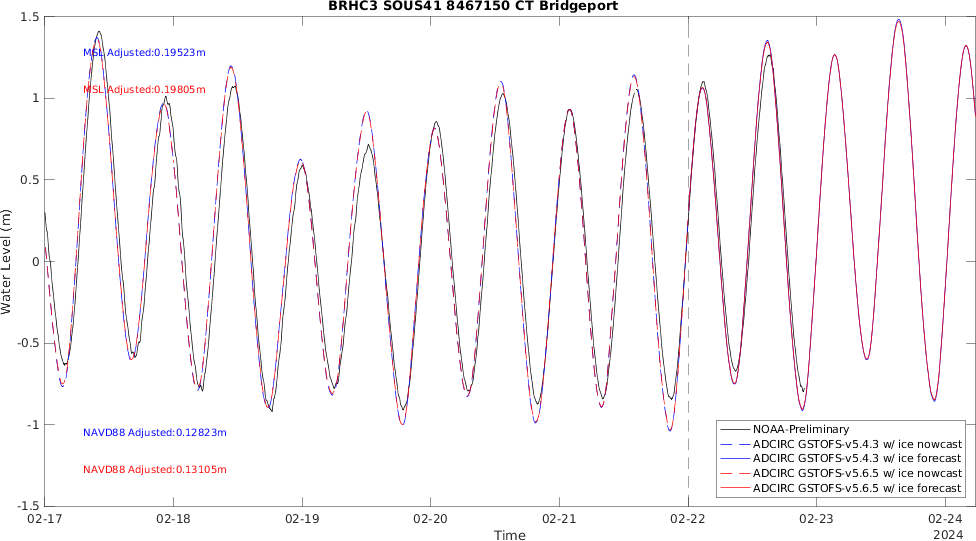 BRHC3 SOUS41 8467150 CT Bridgeport
1.5
MSL Adjusted:0.19523m
MSL Adjusted:0.19805m
1
0.5
0
-0.5
-1
-1.5
Water Level (m)
NAVD88 Adjusted:0.12823m
NAVD88 Adjusted:0.13105m
NOAA-Preliminary
ADCIRC GSTOFS-v5.4.3 w/ ice nowcast
ADCIRC GSTOFS-v5.4.3 w/ ice forecast
ADCIRC GSTOFS-v5.6.5 w/ ice nowcast
ADCIRC GSTOFS-v5.6.5 w/ ice forecast
02-17 02-18 02-19 02-20 02-21 02-22 02-23 02-24
Time
2024